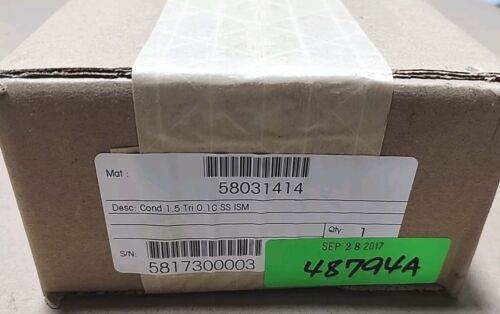 Mat :
58031414
Desc: Cond 1.5 Tri 0.1C SS ISM
Qty: 1
S/N:
5817300003
SEP 28 2017
48794A